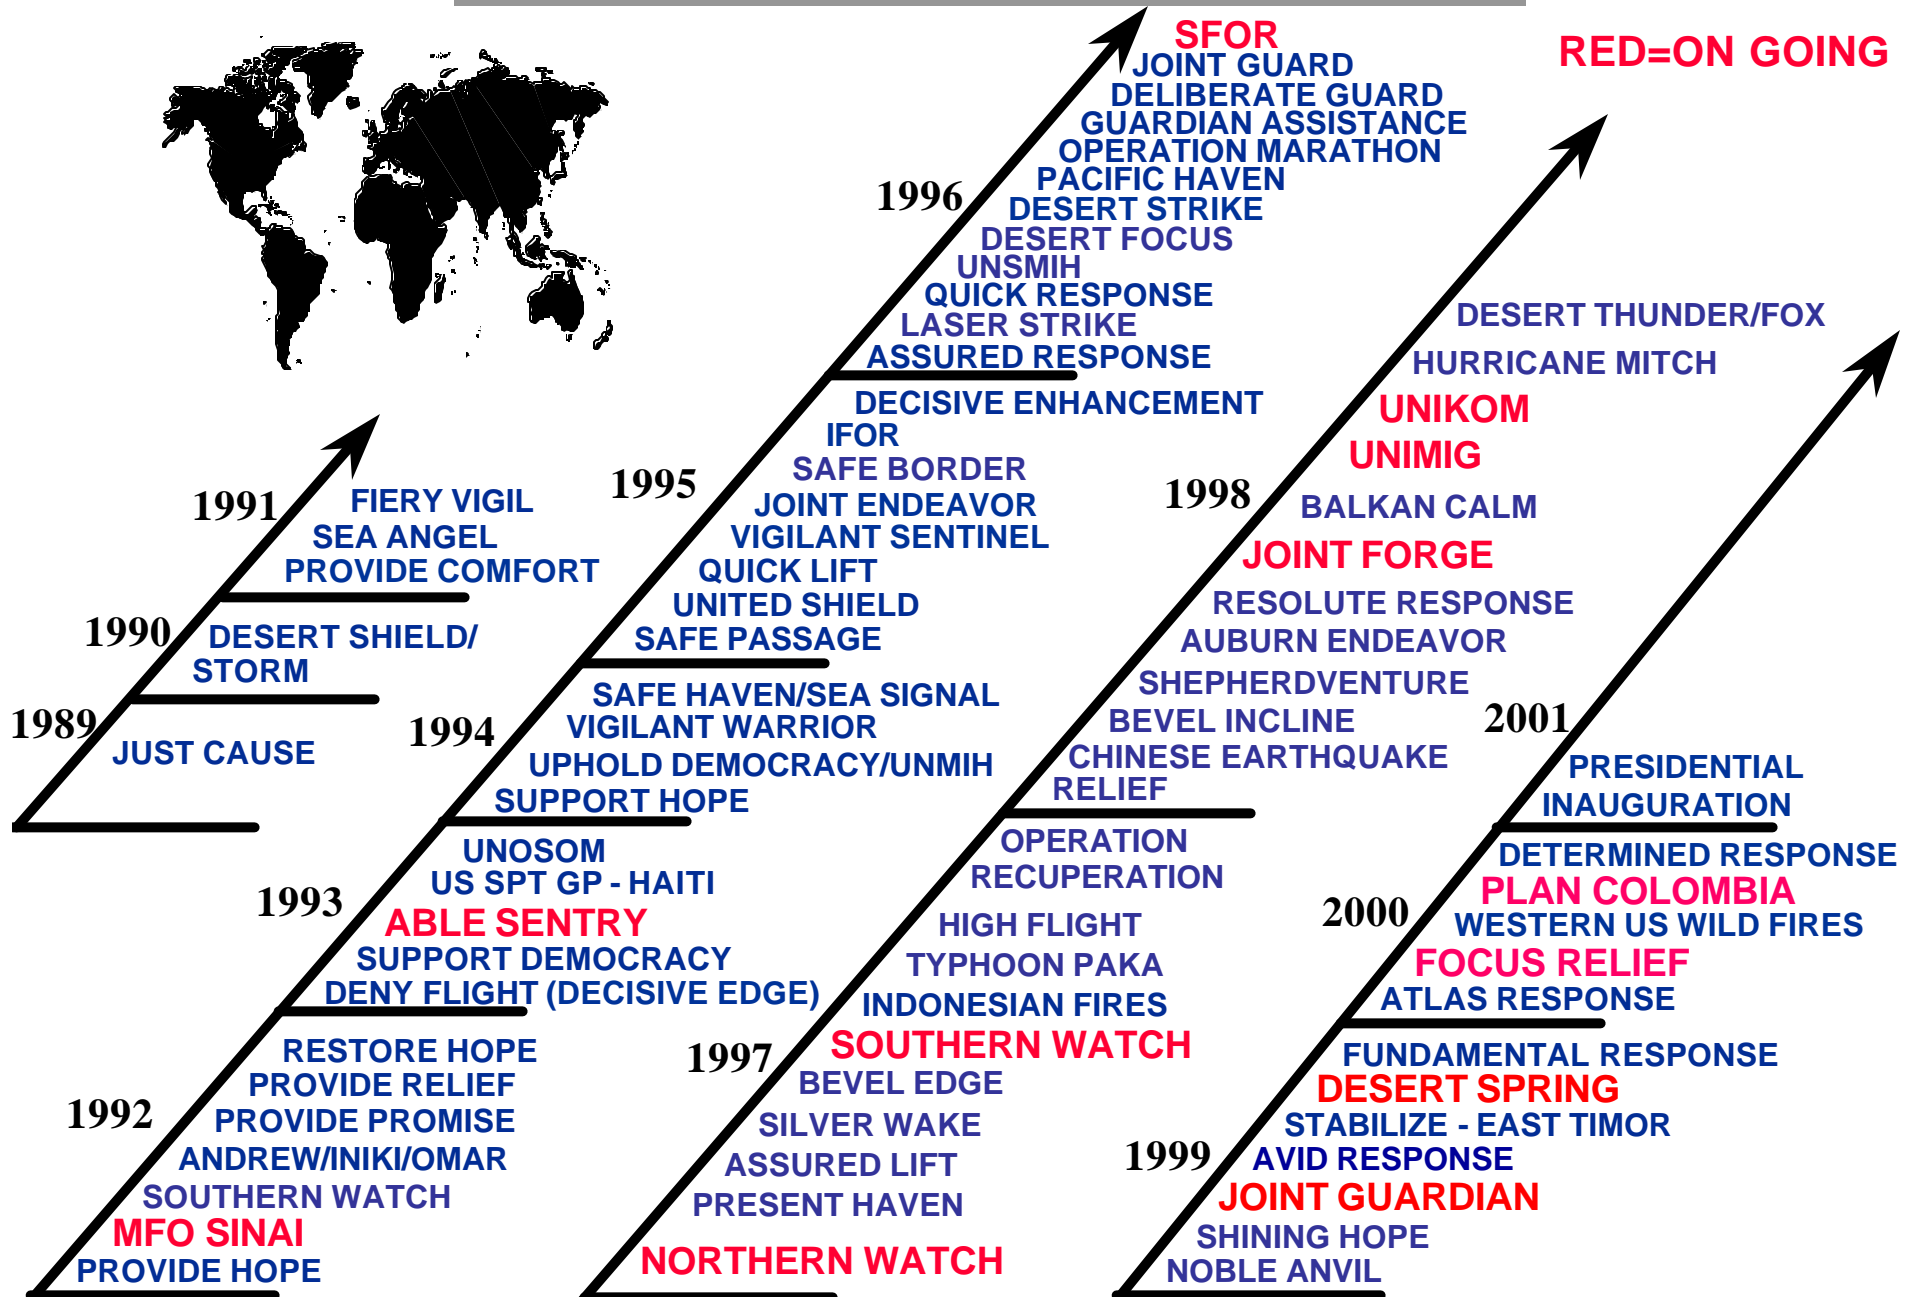 RED=ON GOING
1991
FIERY VIGIL
SEA ANGEL
PROVIDE COMFORT
1990
DESERT SHIELD/
STORM
1989
JUST CAUSE
1996
SFOR
JOINT GUARD
DELIBERATE GUARD
GUARDIAN ASSISTANCE
OPERATION MARATHON
PACIFIC HAVEN
DESERT STRIKE
DESERT FOCUS
UNSMIH
QUICK RESPONSE
LASER STRIKE
ASSURED RESPONSE
1995
DECISIVE ENHANCEMENT
IFOR
SAFE BORDER
JOINT ENDEAVOR
VIGILANT SENTINEL
QUICK LIFT
UNITED SHIELD
SAFE PASSAGE
1994
SAFE HAVEN/SEA SIGNAL
VIGILANT WARRIOR
UPHOLD DEMOCRACY/UNMIH
SUPPORT HOPE
1993
UNOSOM
US SPT GP - HAITI
ABLE SENTRY
SUPPORT DEMOCRACY
DENY FLIGHT (DECISIVE EDGE)
1992
RESTORE HOPE
PROVIDE RELIEF
PROVIDE PROMISE
ANDREW/INIKI/OMAR
SOUTHERN WATCH
MFO SINAI
PROVIDE HOPE
1998
DESERT THUNDER/FOX
HURRICANE MITCH
UNIKOM
UNIMIG
BALKAN CALM
JOINT FORGE
RESOLUTE RESPONSE
AUBURN ENDEAVOR
SHEPHERDVENTURE
BEVEL INCLINE
CHINESE EARTHQUAKE
RELIEF
1997
OPERATION
RECUPERATION
HIGH FLIGHT
TYPHOON PAKA
INDONESIAN FIRES
SOUTHERN WATCH
BEVEL EDGE
SILVER WAKE
ASSURED LIFT
PRESENT HAVEN
NORTHERN WATCH
2001
PRESIDENTIAL
INAUGURATION
2000
DETERMINED RESPONSE
PLAN COLOMBIA
WESTERN US WILD FIRES
FOCUS RELIEF
ATLAS RESPONSE
1999
FUNDAMENTAL RESPONSE
DESERT SPRING
STABILIZE - EAST TIMOR
AVID RESPONSE
JOINT GUARDIAN
SHINING HOPE
NOBLE ANVIL